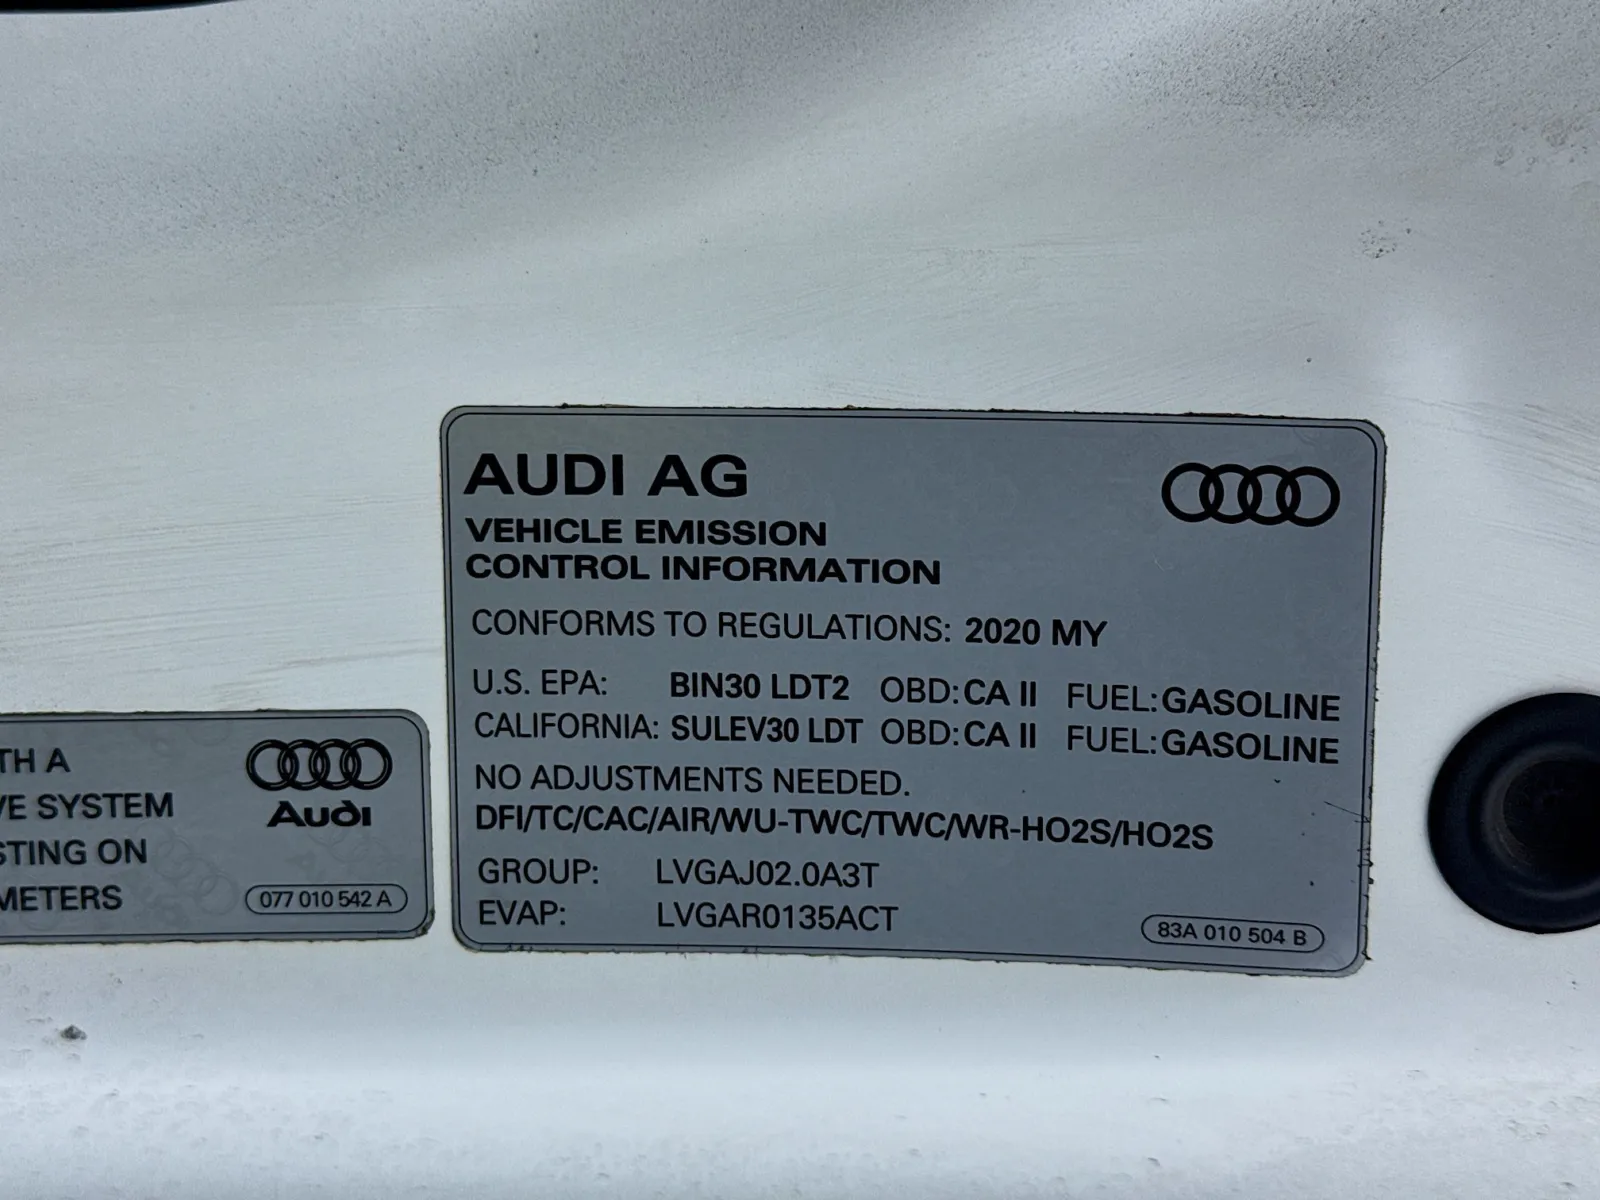 AUDI AG
VEHICLE EMISSION
CONTROL INFORMATION
CONFORMS TO REGULATIONS: 2020 MY
U.S. EPA: BIN30 LDT2 OBD: CA II FUEL: GASOLINE
CALIFORNIA: SULEV30 LDT OBD: CA II FUEL: GASOLINE
NO ADJUSTMENTS NEEDED.
DFI/TC/CAC/AIR/WU-TWC/TWC/WR-HO2S/HO2S
GROUP: LVGAJ02.0A3T
EVAP: LVGAR0135ACT
83A 010 504 B
TH A
VE SYSTEM
STING ON
METERS
Audi
077 010 542 A